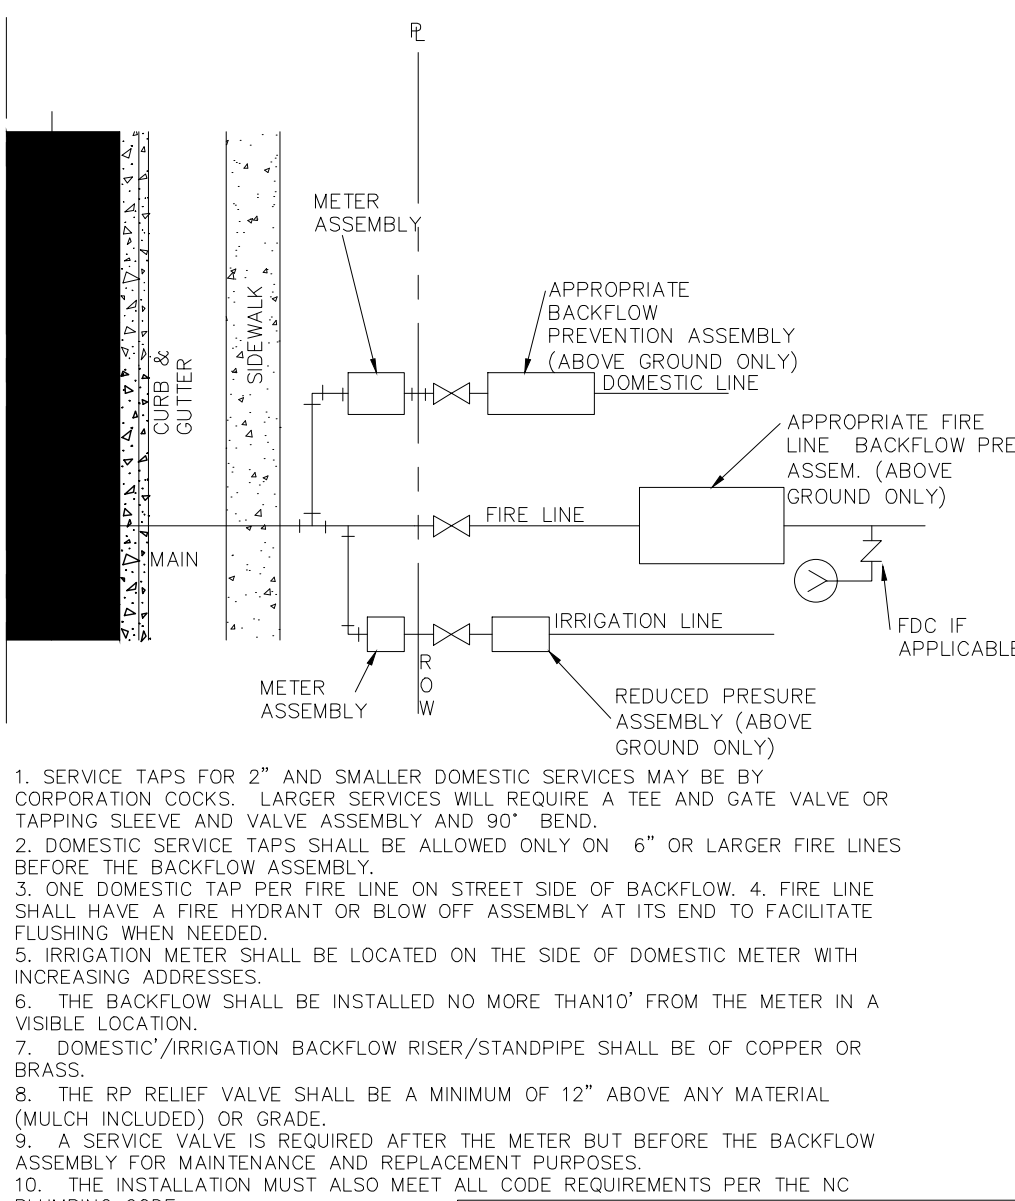 PL
METER
ASSEMBLY
APPROPRIATE
BACKFLOW
PREVENTION ASSEMBLY
(ABOVE GROUND ONLY)
DOMESTIC LINE
SIDEWALK
CURB &
GUTTER
APPROPRIATE FIRE
LINE BACKFLOW PRE
ASSEM. (ABOVE
GROUND ONLY)
FIRE LINE
MAIN
IRRIGATION LINE
FDC IF
APPLICABLE
METER
ASSEMBLY
ROW
REDUCED PRESURE
ASSEMBLY (ABOVE
GROUND ONLY)
1. SERVICE TAPS FOR 2" AND SMALLER DOMESTIC SERVICES MAY BE BY
CORPORATION COCKS. LARGER SERVICES WILL REQUIRE A TEE AND GATE VALVE OR
TAPPING SLEEVE AND VALVE ASSEMBLY AND 90° BEND.
2. DOMESTIC SERVICE TAPS SHALL BE ALLOWED ONLY ON 6" OR LARGER FIRE LINES
BEFORE THE BACKFLOW ASSEMBLY.
3. ONE DOMESTIC TAP PER FIRE LINE ON STREET SIDE OF BACKFLOW. 4. FIRE LINE
SHALL HAVE A FIRE HYDRANT OR BLOW OFF ASSEMBLY AT ITS END TO FACILITATE
FLUSHING WHEN NEEDED.
5. IRRIGATION METER SHALL BE LOCATED ON THE SIDE OF DOMESTIC METER WITH
INCREASING ADDRESSES.
6. THE BACKFLOW SHALL BE INSTALLED NO MORE THAN10' FROM THE METER IN A
VISIBLE LOCATION.
7. DOMESTIC'/IRRIGATION BACKFLOW RISER/STANDPIPE SHALL BE OF COPPER OR
BRASS.
8. THE RP RELIEF VALVE SHALL BE A MINIMUM OF 12" ABOVE ANY MATERIAL
(MULCH INCLUDED) OR GRADE.
9. A SERVICE VALVE IS REQUIRED AFTER THE METER BUT BEFORE THE BACKFLOW
ASSEMBLY FOR MAINTENANCE AND REPLACEMENT PURPOSES.
10. THE INSTALLATION MUST ALSO MEET ALL CODE REQUIREMENTS PER THE NC